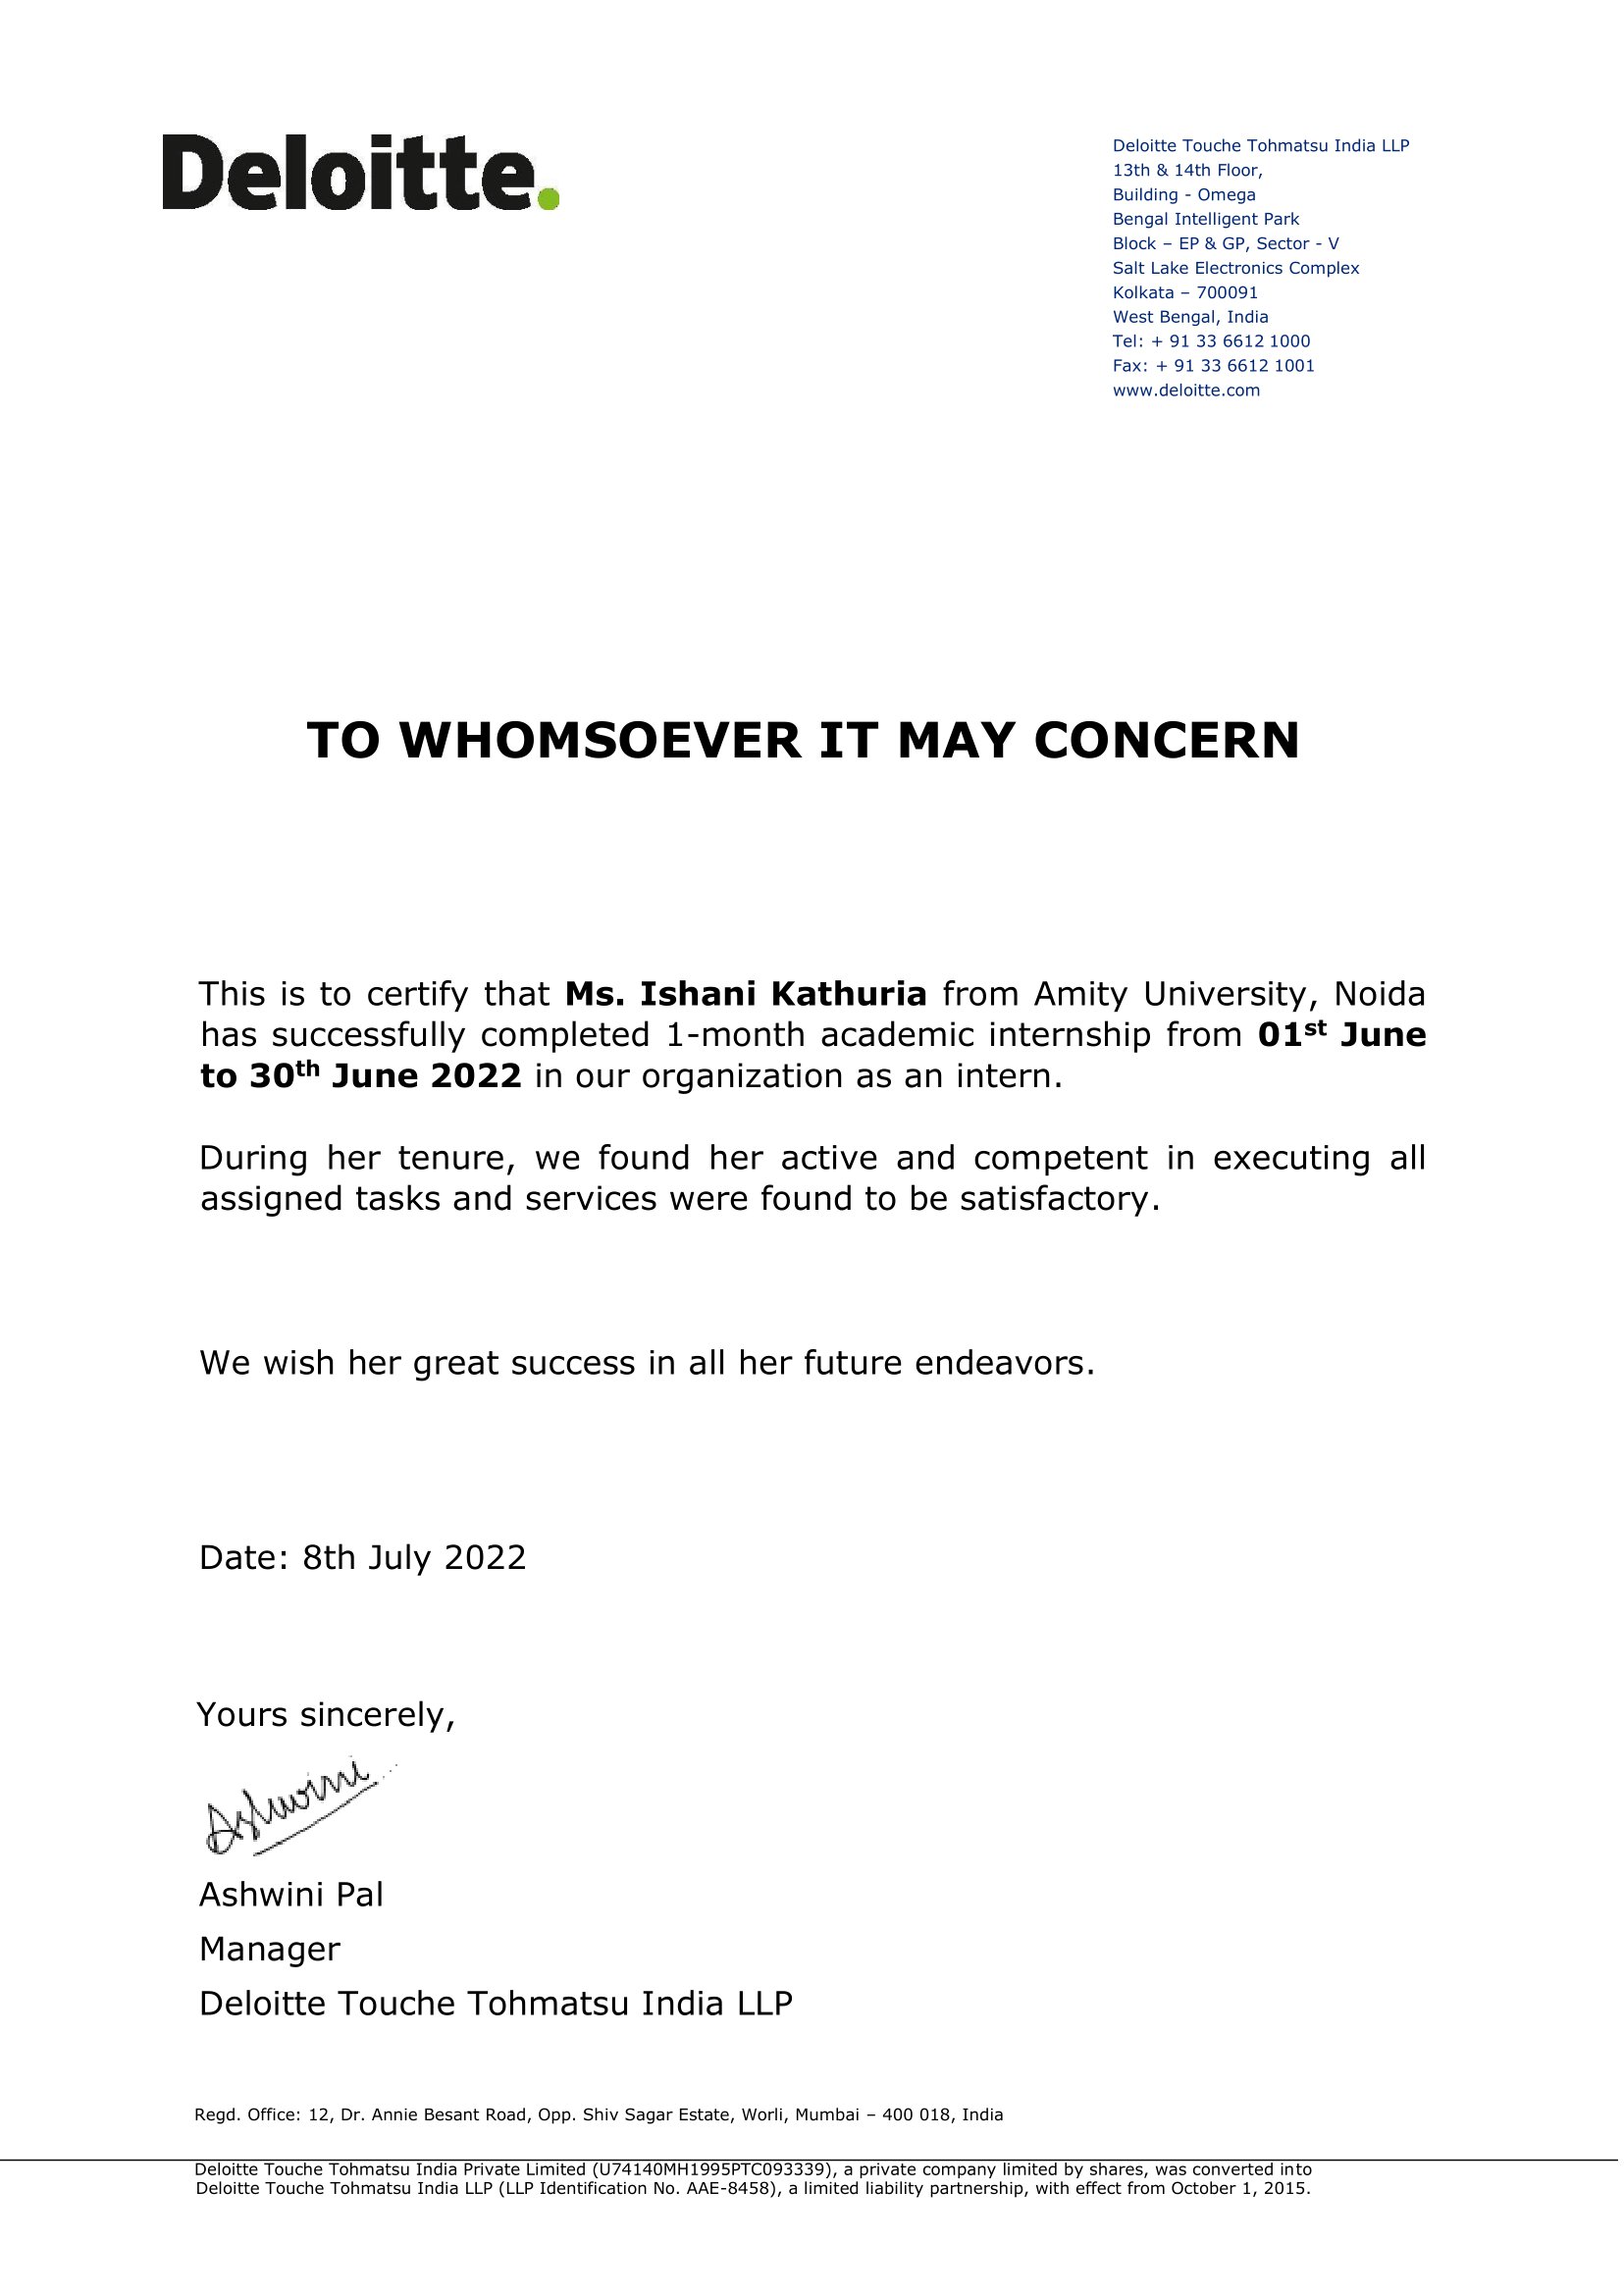 Deloitte.
Deloitte Touche Tohmatsu India LLP
13th & 14th Floor,
Building - Omega
Bengal Intelligent Park
Block – EP & GP, Sector - V
Salt Lake Electronics Complex
Kolkata – 700091
West Bengal, India
Tel: + 91 33 6612 1000
Fax: + 91 33 6612 1001
www.deloitte.com
TO WHOMSOEVER IT MAY CONCERN
This is to certify that Ms. Ishani Kathuria from Amity University, Noida
has successfully completed 1-month academic internship from 01st June
to 30th June 2022 in our organization as an intern.
During her tenure, we found her active and competent in executing all
assigned tasks and services were found to be satisfactory.
We wish her great success in all her future endeavors.
Date: 8th July 2022
Yours sincerely,
Ashwini
Ashwini Pal
Manager
Deloitte Touche Tohmatsu India LLP
Regd. Office: 12, Dr. Annie Besant Road, Opp. Shiv Sagar Estate, Worli, Mumbai – 400 018, India
Deloitte Touche Tohmatsu India Private Limited (U74140MH1995PTC093339), a private company limited by shares, was converted into
Deloitte Touche Tohmatsu India LLP (LLP Identification No. AAE-8458), a limited liability partnership, with effect from October 1, 2015.